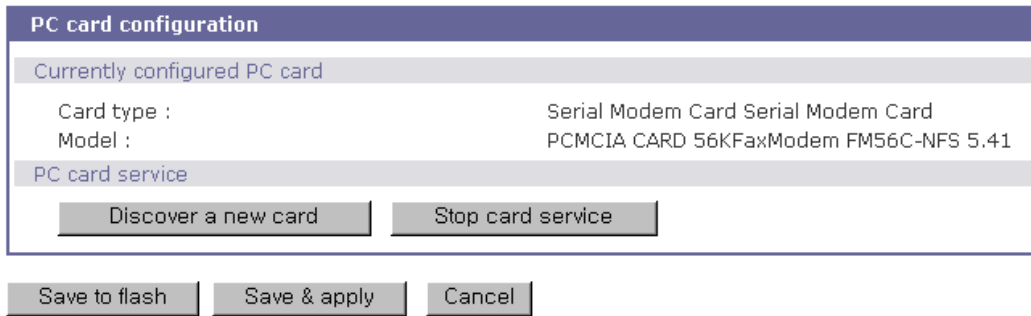 PC card configuration
Currently configured PC card
Card type : Serial Modem Card Serial Modem Card
Model : PCMCIA CARD 56KFaxModem FM56C-NFS 5.41
PC card service
Discover a new card Stop card service
Save to flash Save & apply Cancel